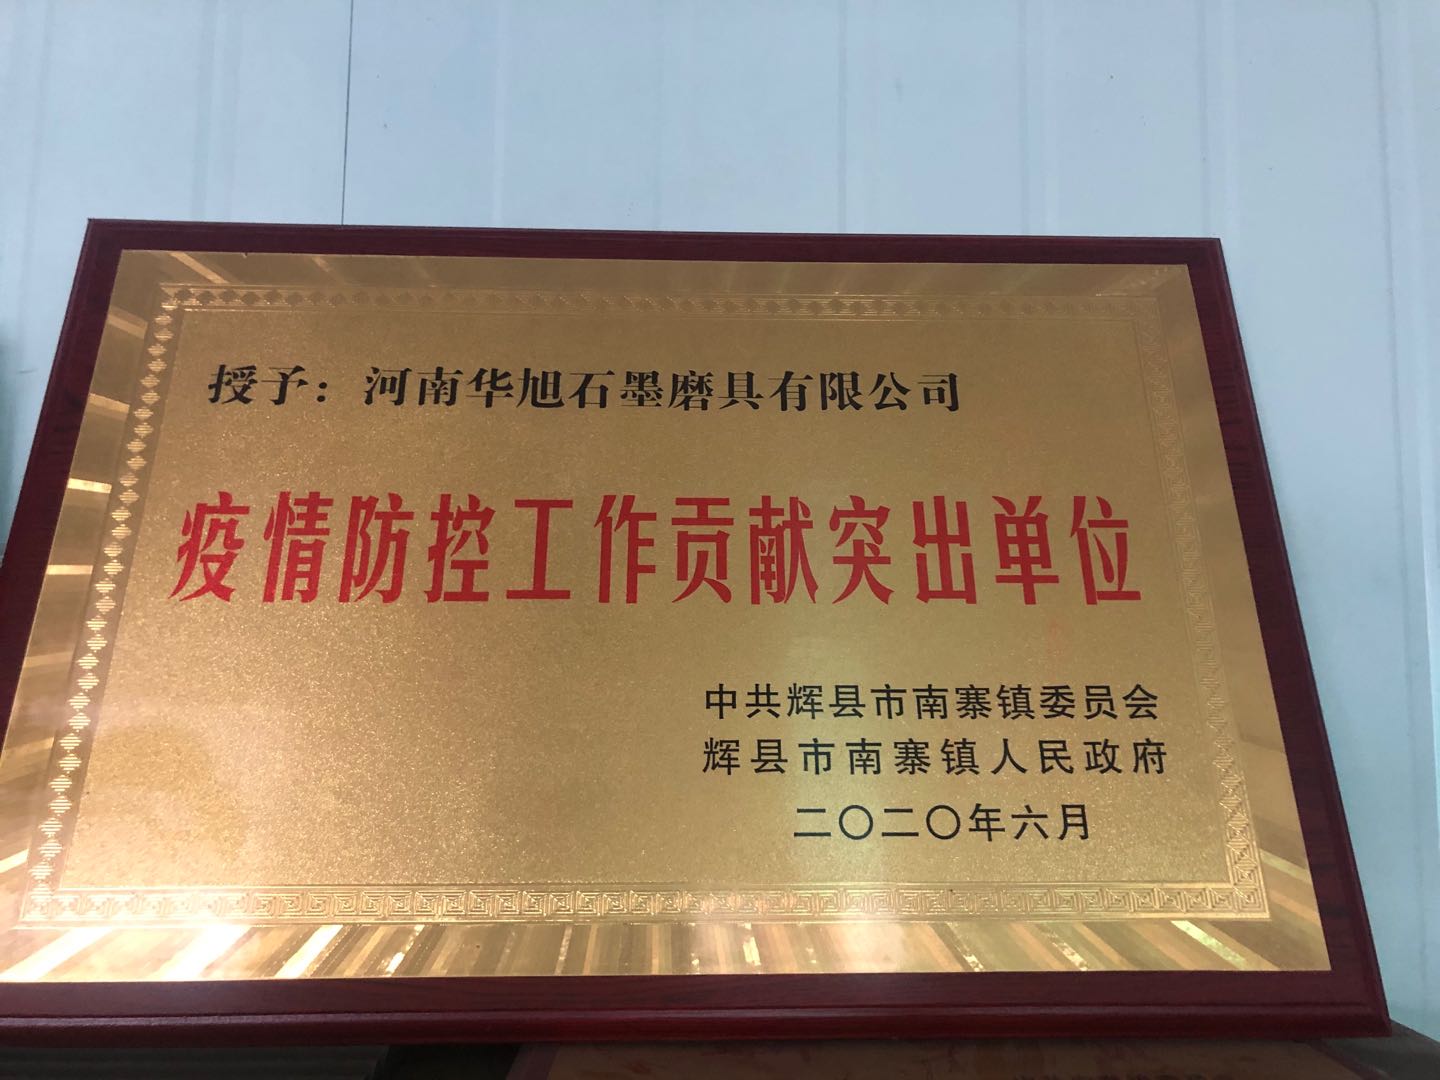 授予：河南华旭石墨磨具有限公司
疫情防控工作贡献突出单位
中共辉县市南寨镇委员会
辉县市南寨镇人民政府
二〇二〇年六月